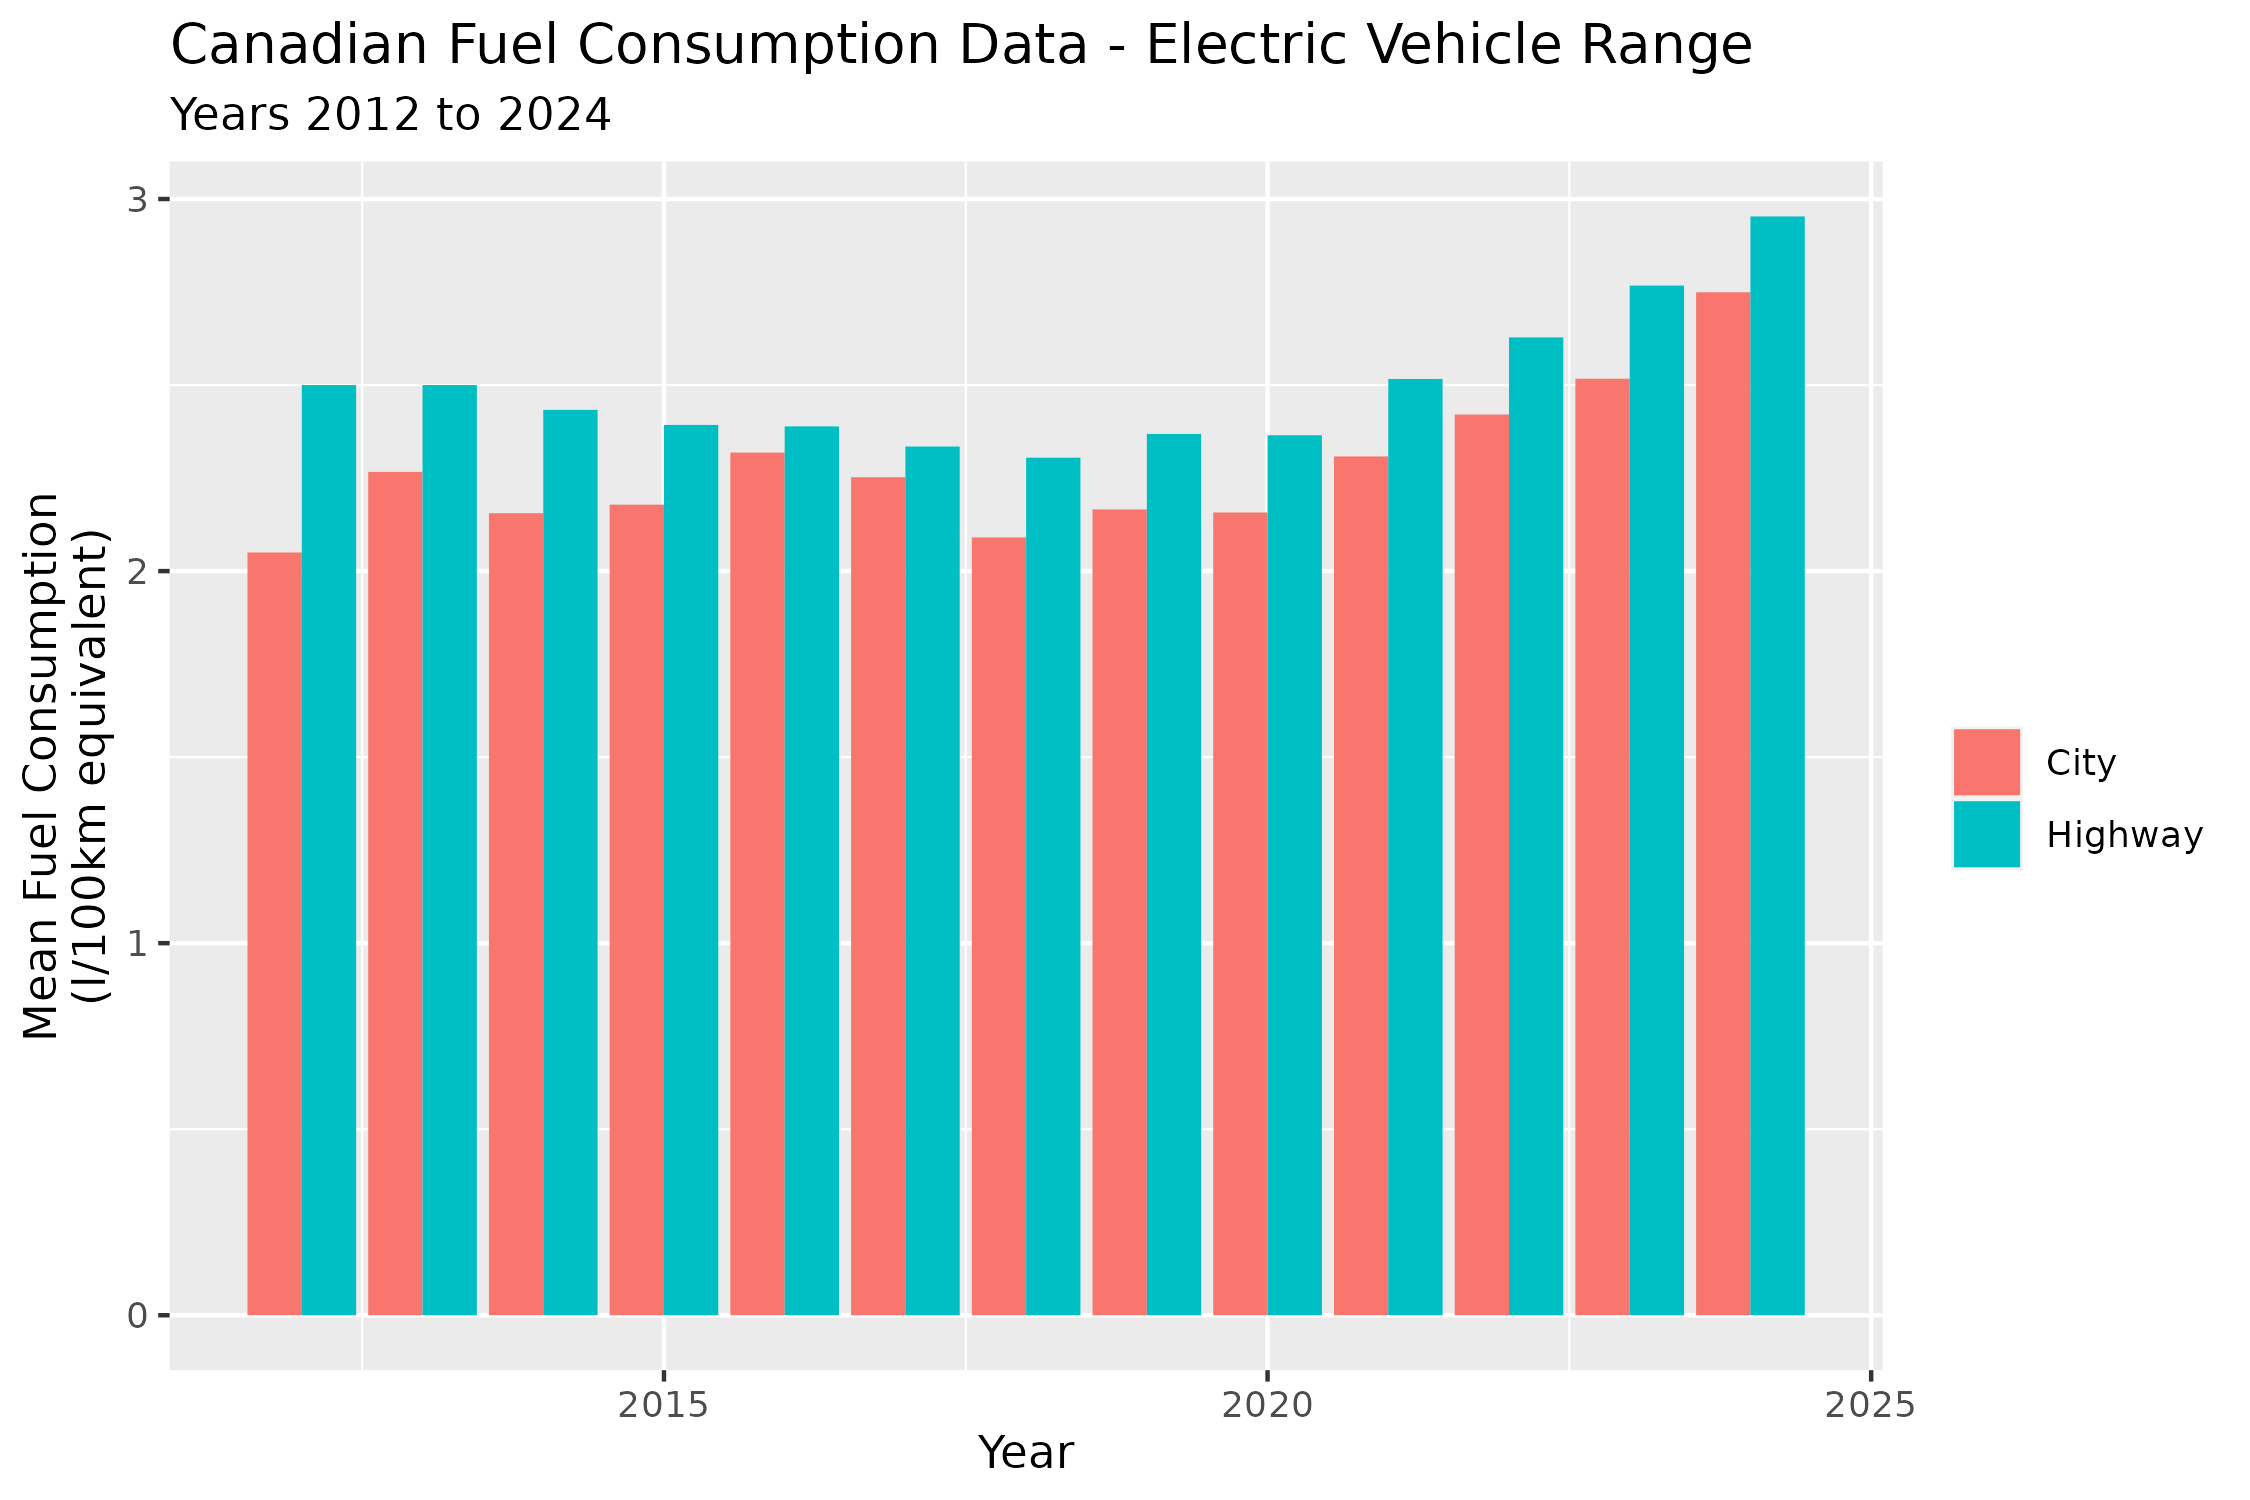 Canadian Fuel Consumption Data - Electric Vehicle Range
Years 2012 to 2024
Mean Fuel Consumption
(l/100km equivalent)
3
2
1
0
2015
2020
2025
Year
City
Highway